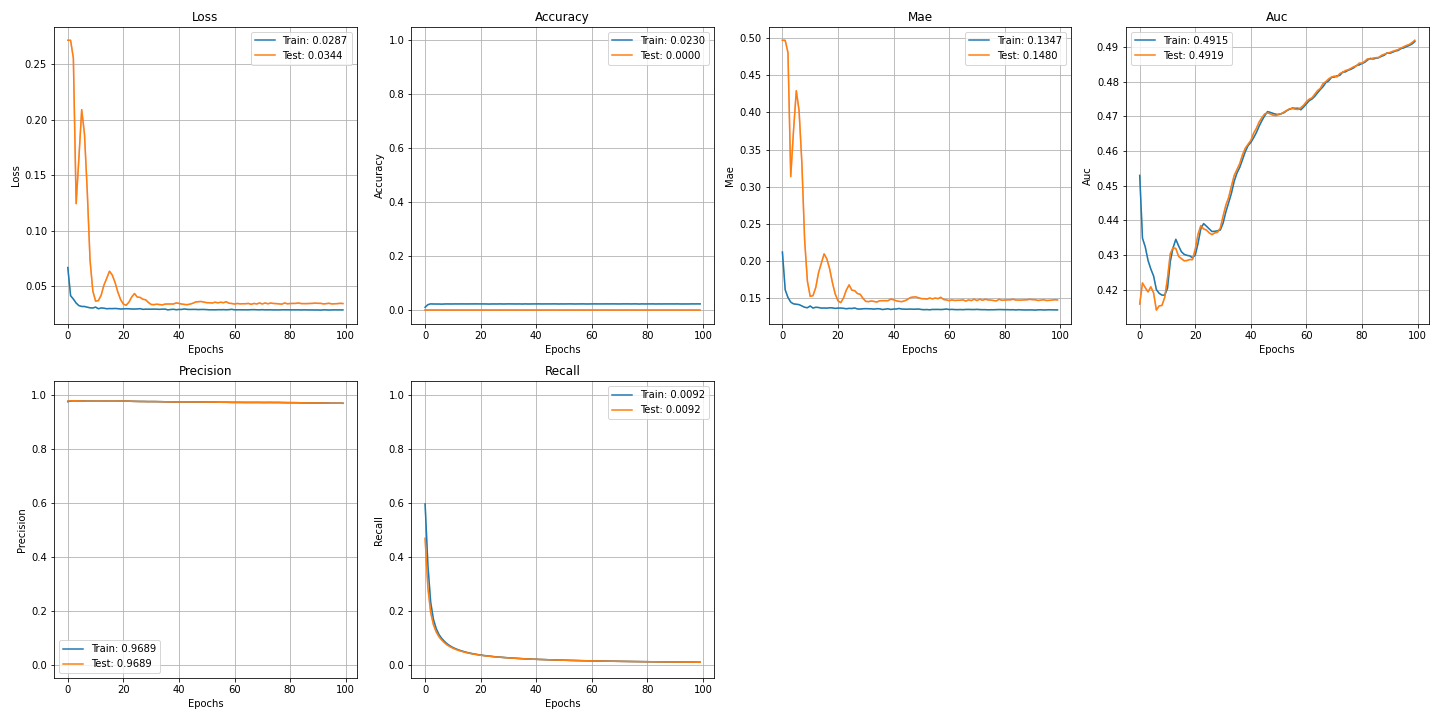 Loss
Train: 0.0287
Test: 0.0344
0.25
0.20
0.15
0.10
0.05
Loss
0 20 40 60 80 100
Epochs
Accuracy
Train: 0.0230
Test: 0.0000
1.0
0.8
0.6
0.4
0.2
0.0
Accuracy
0 20 40 60 80 100
Epochs
Mae
Train: 0.1347
Test: 0.1480
0.50
0.45
0.40
0.35
0.30
0.25
0.20
0.15
Mae
0 20 40 60 80 100
Epochs
Auc
Train: 0.4915
Test: 0.4919
0.49
0.48
0.47
0.46
0.45
0.44
0.43
0.42
Auc
0 20 40 60 80 100
Epochs
Precision
1.0
0.8
0.6
0.4
0.2
0.0
Precision
Train: 0.9689
Test: 0.9689
0 20 40 60 80 100
Epochs
Recall
Train: 0.0092
Test: 0.0092
1.0
0.8
0.6
0.4
0.2
0.0
Recall
0 20 40 60 80 100
Epochs